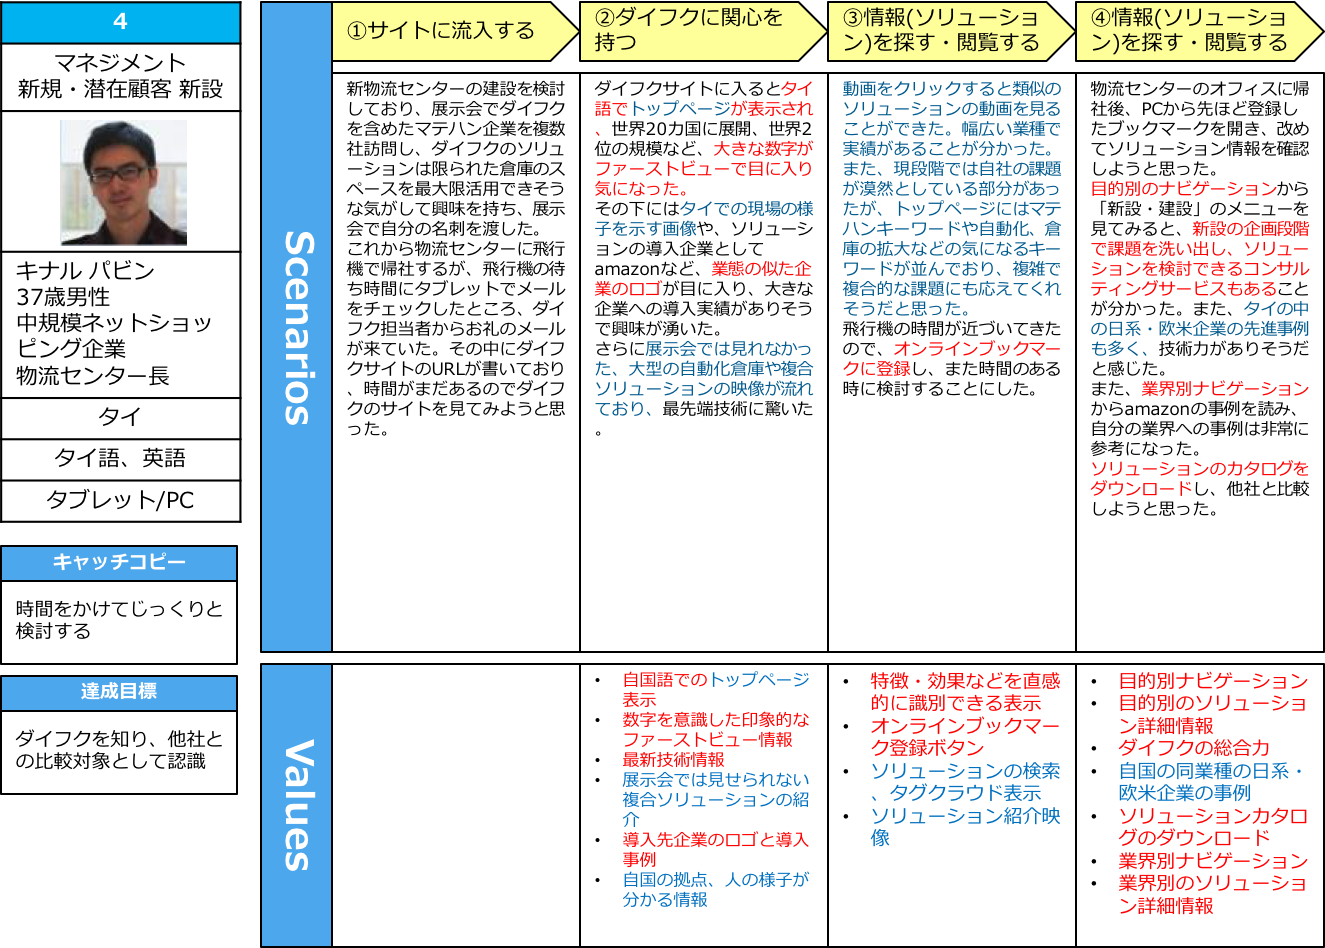 4
マネジメント
新規・潜在顧客 新設
キナル パビン
37歳男性
中規模ネットショッ
ピング企業
物流センター長
タイ
タイ語、英語
タブレット/PC
キャッチコピー
時間をかけてじっくりと
検討する
達成目標
ダイフクを知り、他社と
の比較対象として認識
Scenarios
①サイトに流入する
新物流センターの建設を検討
しており、展示会でダイフク
を含めたマテハン企業を複数
社訪問し、ダイフクのソリュ
ーションは限られた倉庫のス
ペースを最大限活用できそう
な気がして興味を持ち、展示
会で自分の名刺を渡した。
これから物流センターに飛行
機で帰社するが、飛行機の待
ち時間にタブレットでメール
をチェックしたところ、ダイ
フク担当者からお礼のメール
が来ていた。その中にダイフ
クサイトのURLが書いており
、時間がまだあるのでダイフ
クのサイトを見てみようと思
った。
②ダイフクに関心を
持つ
ダイフクサイトに入るとタイ
語でトップページが表示され
、世界20カ国に展開、世界2
位の規模など、大きな数字が
ファーストビューで目に入り
気になった。
その下にはタイでの現場の様
子を示す画像や、ソリューシ
ョンの導入企業として
amazonなど、業態の似た企
業のロゴが目に入り、大きな
企業への導入実績がありそう
で興味が湧いた。
さらに展示会では見れなかっ
た、大型の自動化倉庫や複合
ソリューションの映像が流れ
ており、最先端技術に驚いた
。
③情報(ソリューショ
ン)を探す・閲覧する
動画をクリックすると類似の
ソリューションの動画を見る
ことができた。幅広い業種で
実績があることが分かった。
また、現段階では自社の課題
が漠然としている部分があっ
たが、トップページにはマテ
ハンキーワードや自動化、倉
庫の拡大などの気になるキー
ワードが並んでおり、複雑で
複合的な課題にも応えてくれ
そうだと思った。
飛行機の時間が近づいてきた
ので、オンラインブックマー
クに登録し、また時間のある
時に検討することにした。
④情報(ソリューショ
ン)を探す・閲覧する
物流センターのオフィスに帰
社後、PCから先ほど登録し
たブックマークを開き、改め
てソリューション情報を確認
しようと思った。
目的別のナビゲーションから
「新設・建設」のメニューを
見てみると、新設の企画段階
で課題を洗い出し、ソリュー
ションを検討できるコンサル
ティングサービスもあること
が分かった。また、タイの中
の日系・欧米企業の先進事例
も多く、技術力がありそうだ
と感じた。
また、業界別ナビゲーション
からamazonの事例を読み、
自分の業界への事例は非常に
参考になった。
ソリューションのカタログを
ダウンロードし、他社と比較
しようと思った。
Values
• 自国語でのトップページ
表示
• 数字を意識した印象的な
ファーストビュー情報
• 最新技術情報
• 展示会では見せられない
複合ソリューションの紹
介
• 導入先企業のロゴと導入
事例
• 自国の拠点、人の様子が
分かる情報
• 特徴・効果などを直感
的に識別できる表示
• オンラインブックマー
ク登録ボタン
• ソリューションの検索
、タグクラウド表示
• ソリューション紹介映
像
• 目的別ナビゲーション
• 目的別のソリューショ
ン詳細情報
• ダイフクの総合力
• 自国の同業種の日系・
欧米企業の事例
• ソリューションカタロ
グのダウンロード
• 業界別ナビゲーション
• 業界別のソリューショ
ン詳細情報